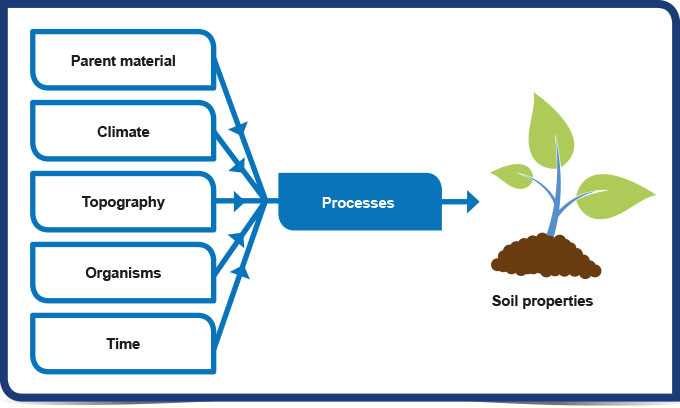 Parent material
Climate
Topography
Organisms
Time
Processes
Soil properties